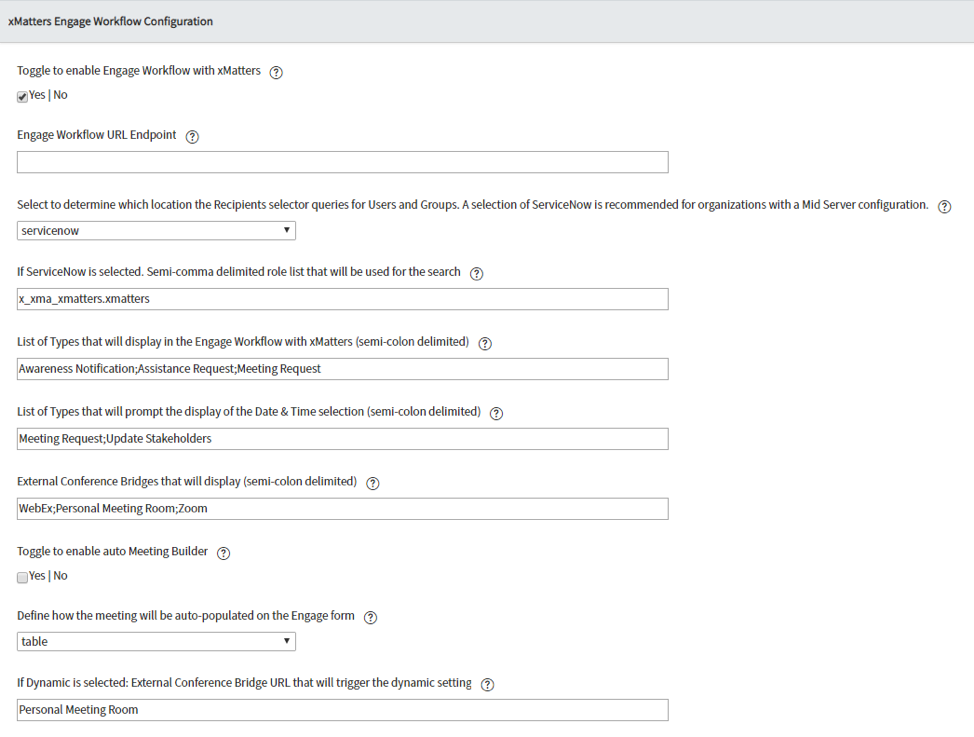 xMatters Engage Workflow Configuration
Toggle to enable Engage Workflow with xMatters ?
Yes | No
Engage Workflow URL Endpoint ?
Select to determine which location the Recipients selector queries for Users and Groups. A selection of ServiceNow is recommended for organizations with a Mid Server configuration. ?
servicenow
If ServiceNow is selected. Semi-comma delimited role list that will be used for the search ?
x_xma_xmatters.xmatters
List of Types that will display in the Engage Workflow with xMatters (semi-colon delimited) ?
Awareness Notification;Assistance Request;Meeting Request
List of Types that will prompt the display of the Date & Time selection (semi-colon delimited) ?
Meeting Request;Update Stakeholders
External Conference Bridges that will display (semi-colon delimited) ?
WebEx;Personal Meeting Room;Zoom
Toggle to enable auto Meeting Builder ?
Yes | No
Define how the meeting will be auto-populated on the Engage form ?
table
If Dynamic is selected: External Conference Bridge URL that will trigger the dynamic setting ?
Personal Meeting Room